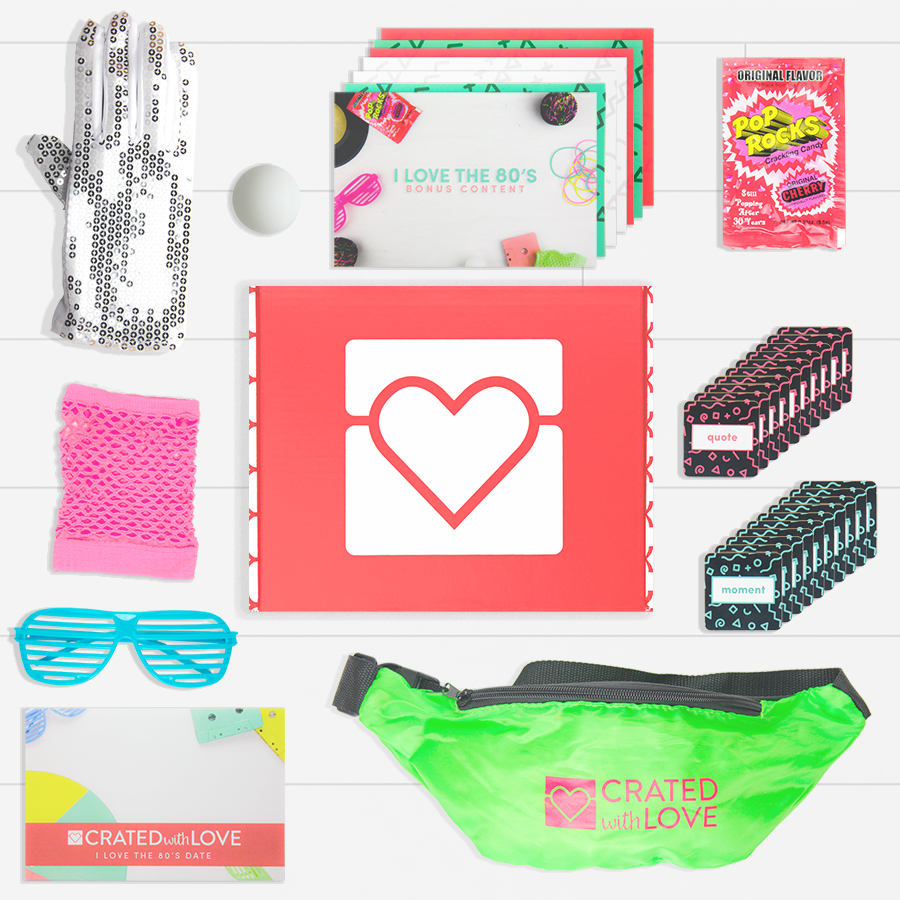 I LOVE THE 80'S
BONUS CONTENT
ORIGINAL FLAVOR
POP
ROCKS
Crackling Candy
ORIGINAL
CHERRY
Still
Popping
After
30 Years
quote
moment
CRATED with LOVE
I LOVE THE 80'S DATE
CRATED
with LOVE